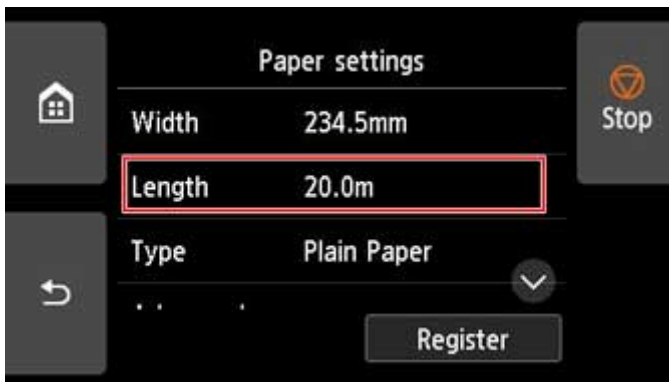 Paper settings
Stop
Width 234.5mm
Length 20.0m
Type Plain Paper
Register